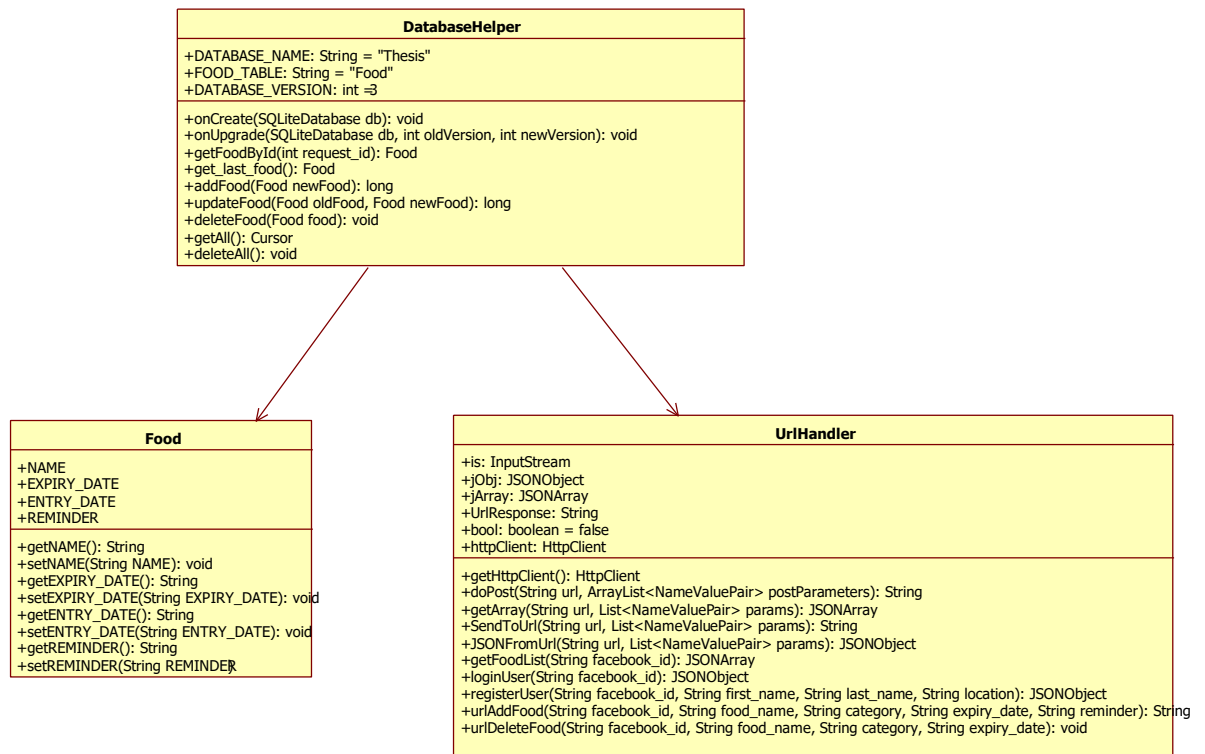 DatabaseHelper
+DATABASE_NAME: String = "Thesis"
+FOOD_TABLE: String = "Food"
+DATABASE_VERSION: int =3
+onCreate(SQLiteDatabase db): void
+onUpgrade(SQLiteDatabase db, int oldVersion, int newVersion): void
+getFoodById(int request_id): Food
+get_last_food(): Food
+addFood(Food newFood): long
+updateFood(Food oldFood, Food newFood): long
+deleteFood(Food food): void
+getAll(): Cursor
+deleteAll(): void
Food
+NAME
+EXPIRY_DATE
+ENTRY_DATE
+REMINDER
+getNAME(): String
+setNAME(String NAME): void
+getEXPIRY_DATE(): String
+setEXPIRY_DATE(String EXPIRY_DATE): void
+getENTRY_DATE(): String
+setENTRY_DATE(String ENTRY_DATE): void
+getREMINDER(): String
+setREMINDER(String REMINDER)
UrlHandler
+is: InputStream
+jObj: JSONObject
+jArray: JSONArray
+UrlResponse: String
+bool: boolean = false
+httpClient: HttpClient
+getHttpClient(): HttpClient
+doPost(String url, ArrayList<NameValuePair> postParameters): String
+getArray(String url, List<NameValuePair> params): JSONArray
+SendToUrl(String url, List<NameValuePair> params): String
+JSONFromUrl(String url, List<NameValuePair> params): JSONObject
+getFoodList(String facebook_id): JSONArray
+loginUser(String facebook_id): JSONObject
+registerUser(String facebook_id, String first_name, String last_name, String location): JSONObject
+urlAddFood(String facebook_id, String food_name, String category, String expiry_date, String reminder): String
+urlDeleteFood(String facebook_id, String food_name, String category, String expiry_date): void